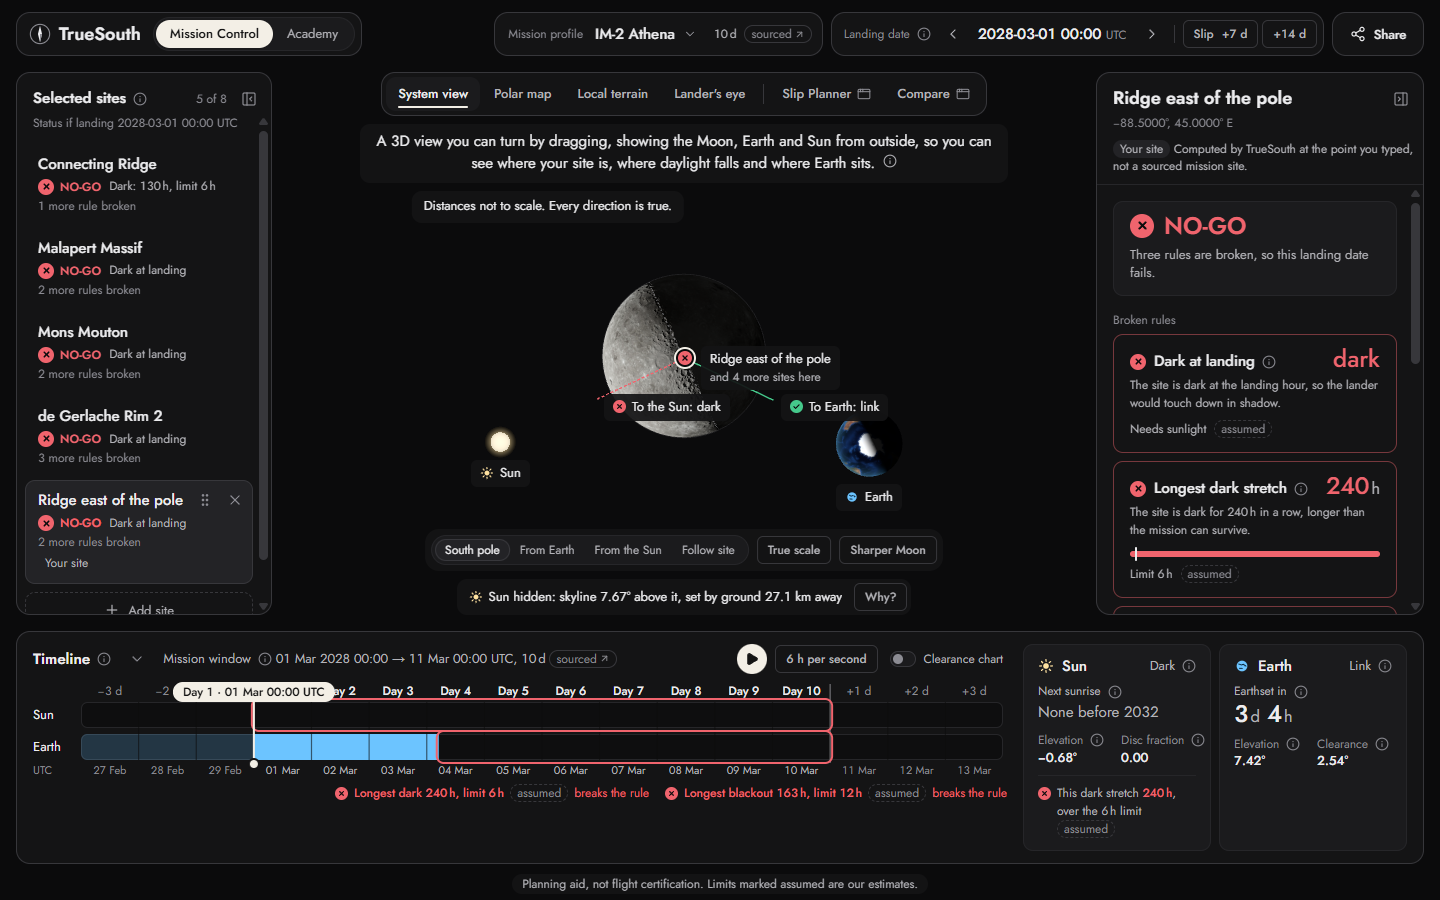 TrueSouth
Mission Control
Academy
Mission profile IM-2 Athena 10 d sourced ↗
Landing date 2028-03-01 00:00 UTC
Slip +7 d
+14 d
Share
Selected sites 5 of 8
Status if landing 2028-03-01 00:00 UTC
Connecting Ridge
NO-GO Dark: 130 h, limit 6 h
1 more rule broken
Malapert Massif
NO-GO Dark at landing
2 more rules broken
Mons Mouton
NO-GO Dark at landing
2 more rules broken
de Gerlache Rim 2
NO-GO Dark at landing
3 more rules broken
Ridge east of the pole
NO-GO Dark at landing
2 more rules broken
Your site
+ Add site
System view
Polar map
Local terrain
Lander's eye
Slip Planner
Compare
A 3D view you can turn by dragging, showing the Moon, Earth and Sun from outside, so you can
see where your site is, where daylight falls and where Earth sits.
Distances not to scale. Every direction is true.
Ridge east of the pole
and 4 more sites here
To the Sun: dark
To Earth: link
Sun
Earth
South pole
From Earth
From the Sun
Follow site
True scale
Sharper Moon
Sun hidden: skyline 7.67° above it, set by ground 27.1 km away
Why?
Ridge east of the pole
−88.5000°, 45.0000° E
Your site Computed by TrueSouth at the point you typed,
not a sourced mission site.
NO-GO
Three rules are broken, so this landing date
fails.
Broken rules
Dark at landing dark
The site is dark at the landing hour, so the lander
would touch down in shadow.
Needs sunlight assumed
Longest dark stretch 240 h
The site is dark for 240 h in a row, longer than
the mission can survive.
Limit 6 h assumed
Timeline
Mission window 01 Mar 2028 00:00 → 11 Mar 00:00 UTC, 10 d sourced ↗
6 h per second
Clearance chart
−3 d −2 Day 1 · 01 Mar 00:00 UTC ay 2 Day 3 Day 4 Day 5 Day 6 Day 7 Day 8 Day 9 Day 10 +1 d +2 d +3 d
Sun
Earth
UTC 27 Feb 28 Feb 29 Feb 01 Mar 02 Mar 03 Mar 04 Mar 05 Mar 06 Mar 07 Mar 08 Mar 09 Mar 10 Mar 11 Mar 12 Mar 13 Mar
Longest dark 240 h, limit 6 h assumed breaks the rule
Longest blackout 163 h, limit 12 h assumed breaks the rule
Sun Dark
Next sunrise
None before 2032
Elevation Disc fraction
−0.68° 0.00
This dark stretch 240 h,
over the 6 h limit
assumed
Earth Link
Earthset in
3 d 4 h
Elevation Clearance
7.42° 2.54°
Planning aid, not flight certification. Limits marked assumed are our estimates.